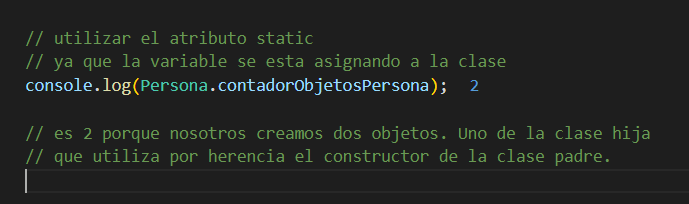 // utilizar el atributo static
// ya que la variable se esta asignando a la clase
console.log(Persona.contadorObjetosPersona);  2
// es 2 porque nosotros creamos dos objetos. Uno de la clase hija
// que utiliza por herencia el constructor de la clase padre.